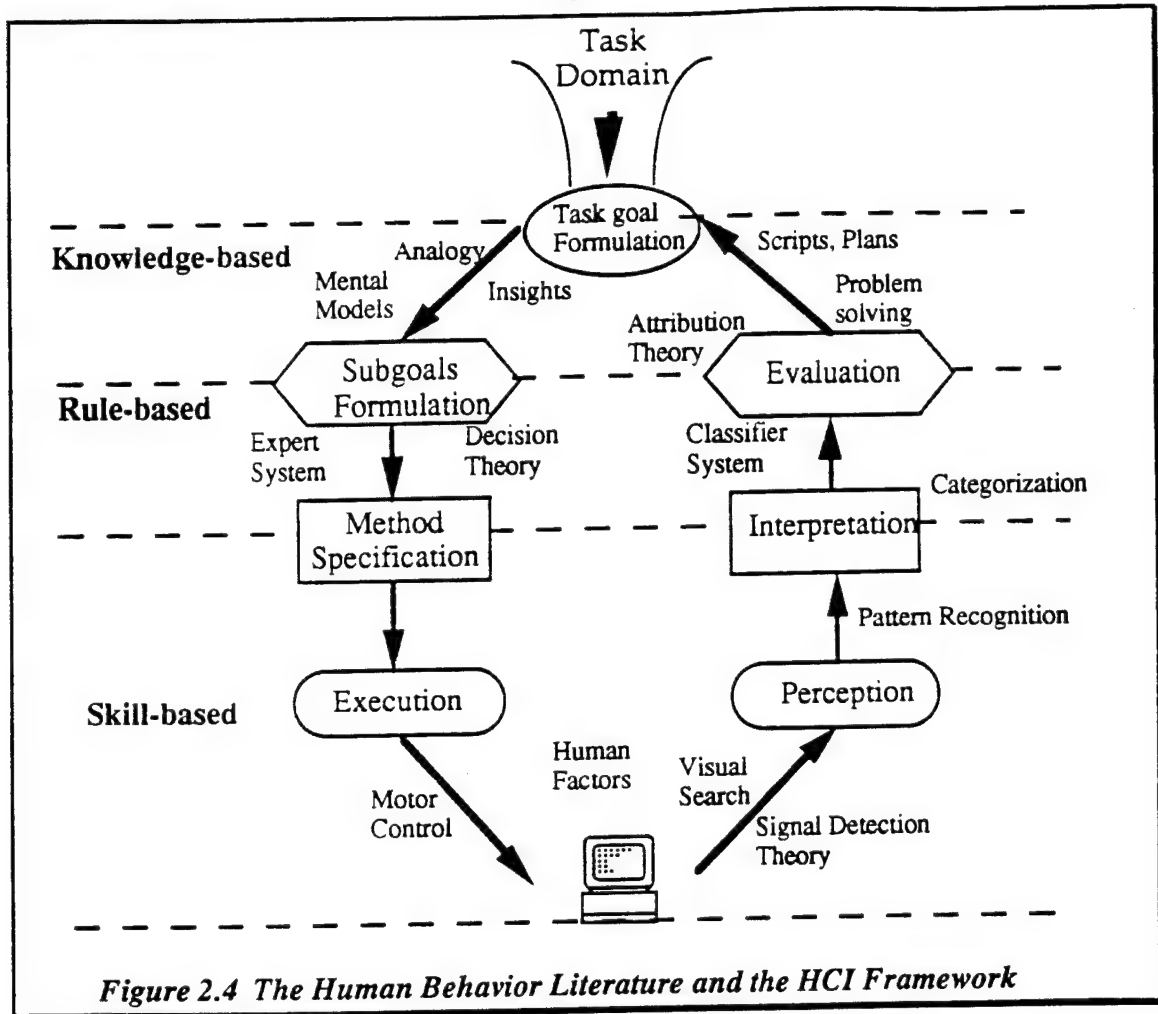 Task
Domain
Task goal
Formulation
Knowledge-based
Analogy
Scripts, Plans
Mental
Models
Insights
Problem
solving
Attribution
Theory
Subgoals
Formulation
Evaluation
Rule-based
Expert
System
Decision
Theory
Classifier
System
Categorization
Method
Specification
Interpretation
Pattern Recognition
Execution
Perception
Skill-based
Human
Factors
Visual
Search
Motor
Control
Signal Detection
Theory
Figure 2.4 The Human Behavior Literature and the HCI Framework